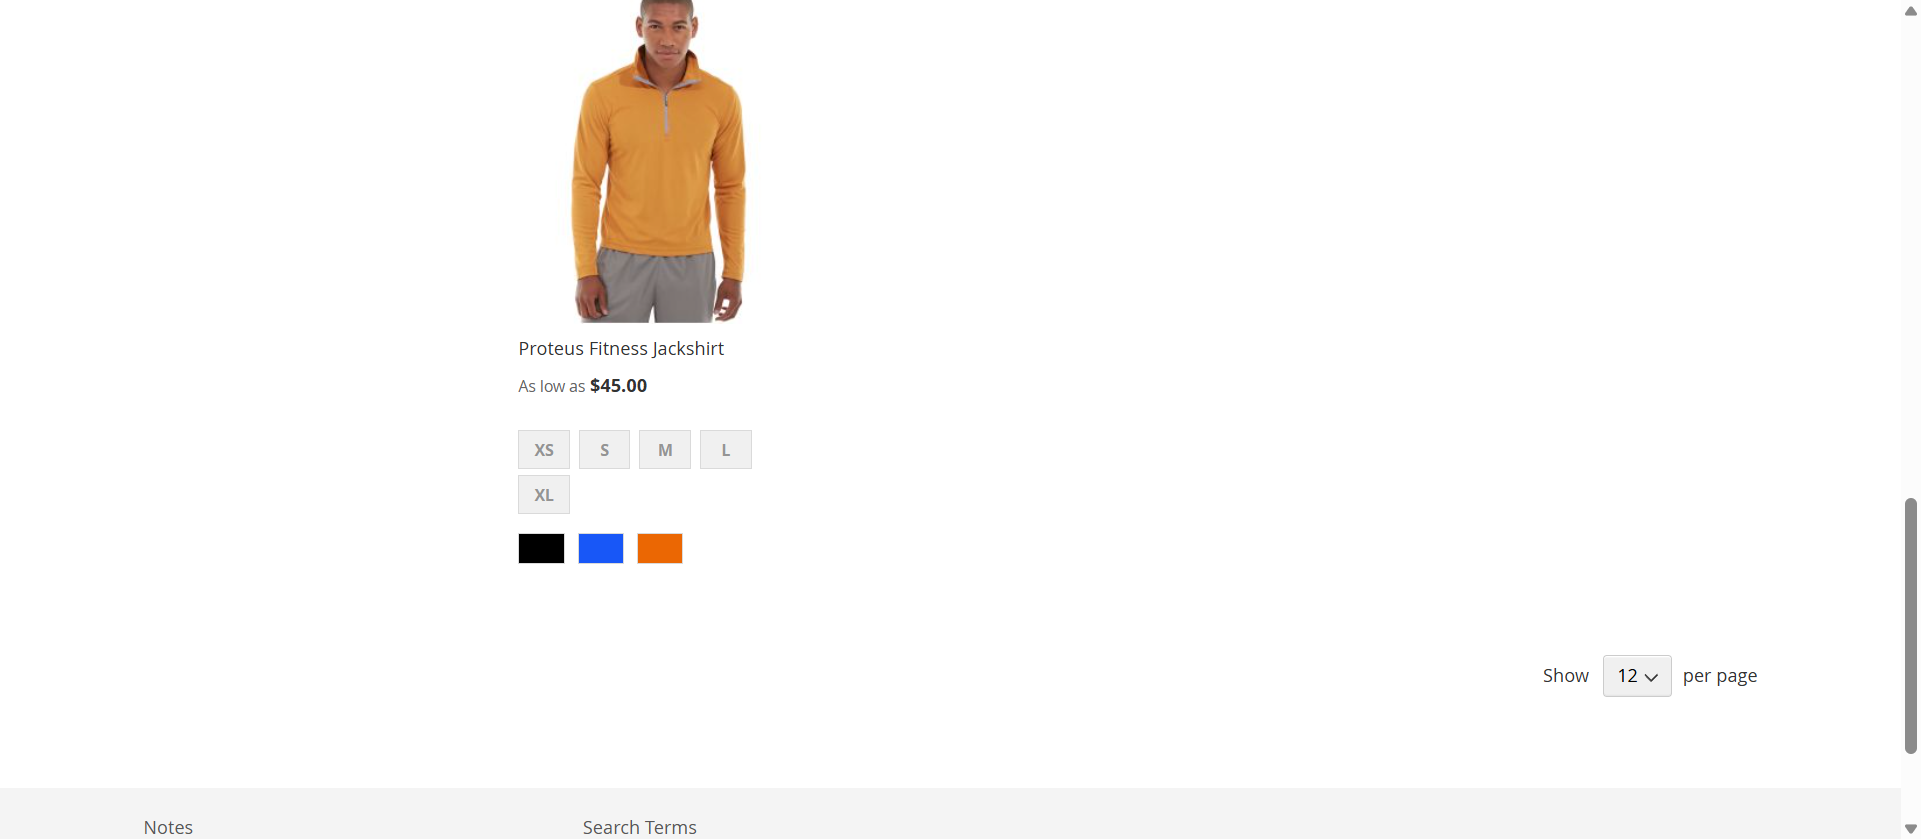 Proteus Fitness Jackshirt
As low as $45.00
XS S M L
XL
Show 12 per page
Notes Search Terms